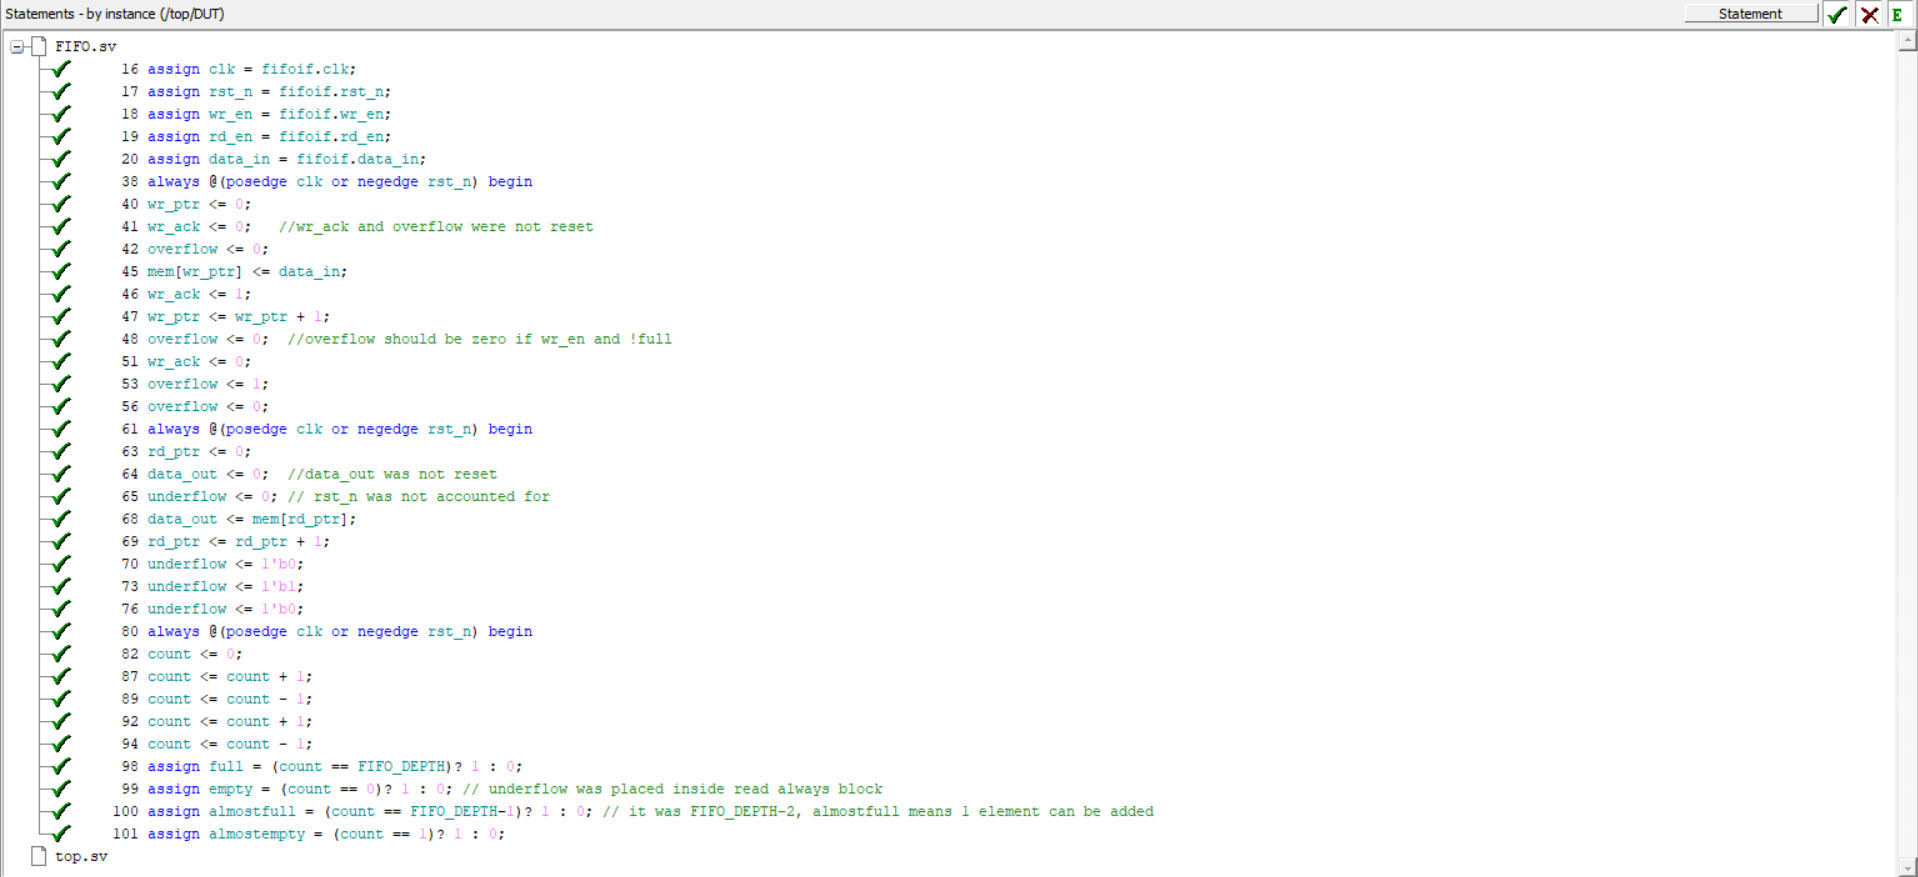 Statements - by instance (/top/DUT)
Statement
E
FIFO.sv
16 assign clk = fifoif.clk;
17 assign rst_n = fifoif.rst_n;
18 assign wr_en = fifoif.wr_en;
19 assign rd_en = fifoif.rd_en;
20 assign data_in = fifoif.data_in;
38 always @(posedge clk or negedge rst_n) begin
40 wr_ptr <= 0;
41 wr_ack <= 0;   //wr_ack and overflow were not reset
42 overflow <= 0;
45 mem[wr_ptr] <= data_in;
46 wr_ack <= 1;
47 wr_ptr <= wr_ptr + 1;
48 overflow <= 0;  //overflow should be zero if wr_en and !full
51 wr_ack <= 0;
53 overflow <= 1;
56 overflow <= 0;
61 always @(posedge clk or negedge rst_n) begin
63 rd_ptr <= 0;
64 data_out <= 0;  //data_out was not reset
65 underflow <= 0; // rst_n was not accounted for
68 data_out <= mem[rd_ptr];
69 rd_ptr <= rd_ptr + 1;
70 underflow <= 1'b0;
73 underflow <= 1'b1;
76 underflow <= 1'b0;
80 always @(posedge clk or negedge rst_n) begin
82 count <= 0;
87 count <= count + 1;
89 count <= count - 1;
92 count <= count + 1;
94 count <= count - 1;
98 assign full = (count == FIFO_DEPTH)? 1 : 0;
99 assign empty = (count == 0)? 1 : 0; // underflow was placed inside read always block
100 assign almostfull = (count == FIFO_DEPTH-1)? 1 : 0; // it was FIFO_DEPTH-2, almostfull means 1 element can be added
101 assign almostempty = (count == 1)? 1 : 0;
top.sv